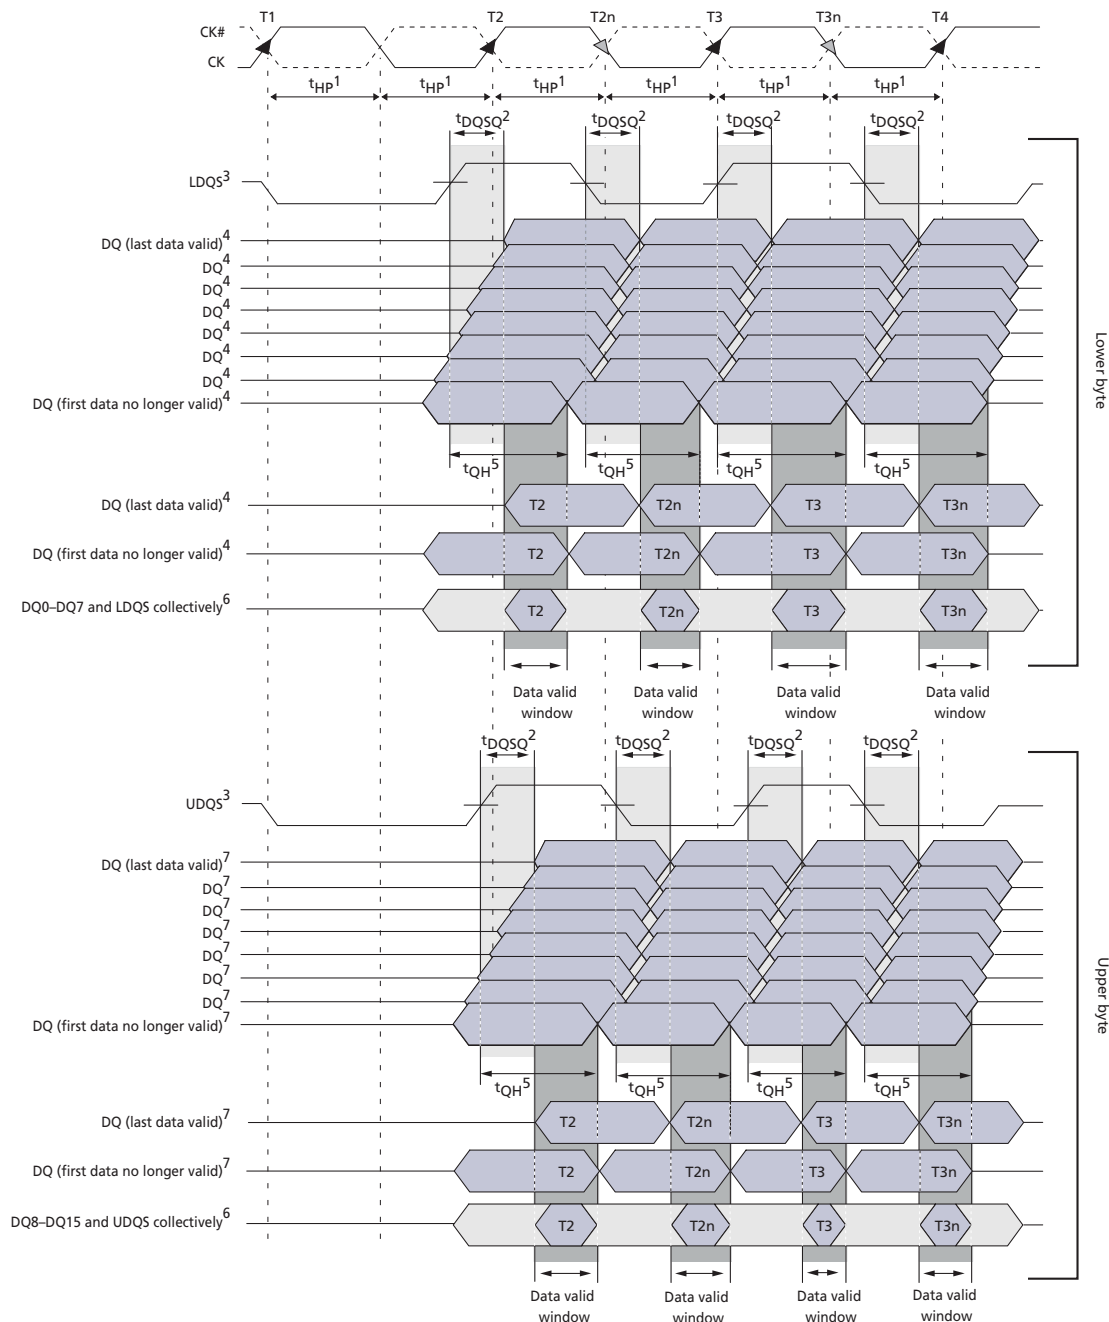 T1 T2 T2n T3 T3n T4
CK#
CK
tHP1 tHP1 tHP1 tHP1 tHP1 tHP1
tDQSQ2 tDQSQ2 tDQSQ2 tDQSQ2
LDQS3
DQ (last data valid)4
DQ4
DQ4
DQ4
DQ4
DQ4
DQ4
DQ (first data no longer valid)4
Lower byte
tQH5 tQH5 tQH5 tQH5
DQ (last data valid)4 T2 T2n T3 T3n
DQ (first data no longer valid)4 T2 T2n T3 T3n
DQ0–DQ7 and LDQS collectively6 T2 T2n T3 T3n
Data valid Data valid Data valid Data valid
window window window window
tDQSQ2 tDQSQ2 tDQSQ2 tDQSQ2
UDQS3
DQ (last data valid)7
DQ7
DQ7
DQ7
DQ7
DQ7
DQ7
DQ (first data no longer valid)7
Upper byte
tQH5 tQH5 tQH5 tQH5
DQ (last data valid)7 T2 T2n T3 T3n
DQ (first data no longer valid)7 T2 T2n T3 T3n
DQ8–DQ15 and UDQS collectively6 T2 T2n T3 T3n
Data valid Data valid Data valid Data valid
window window window window